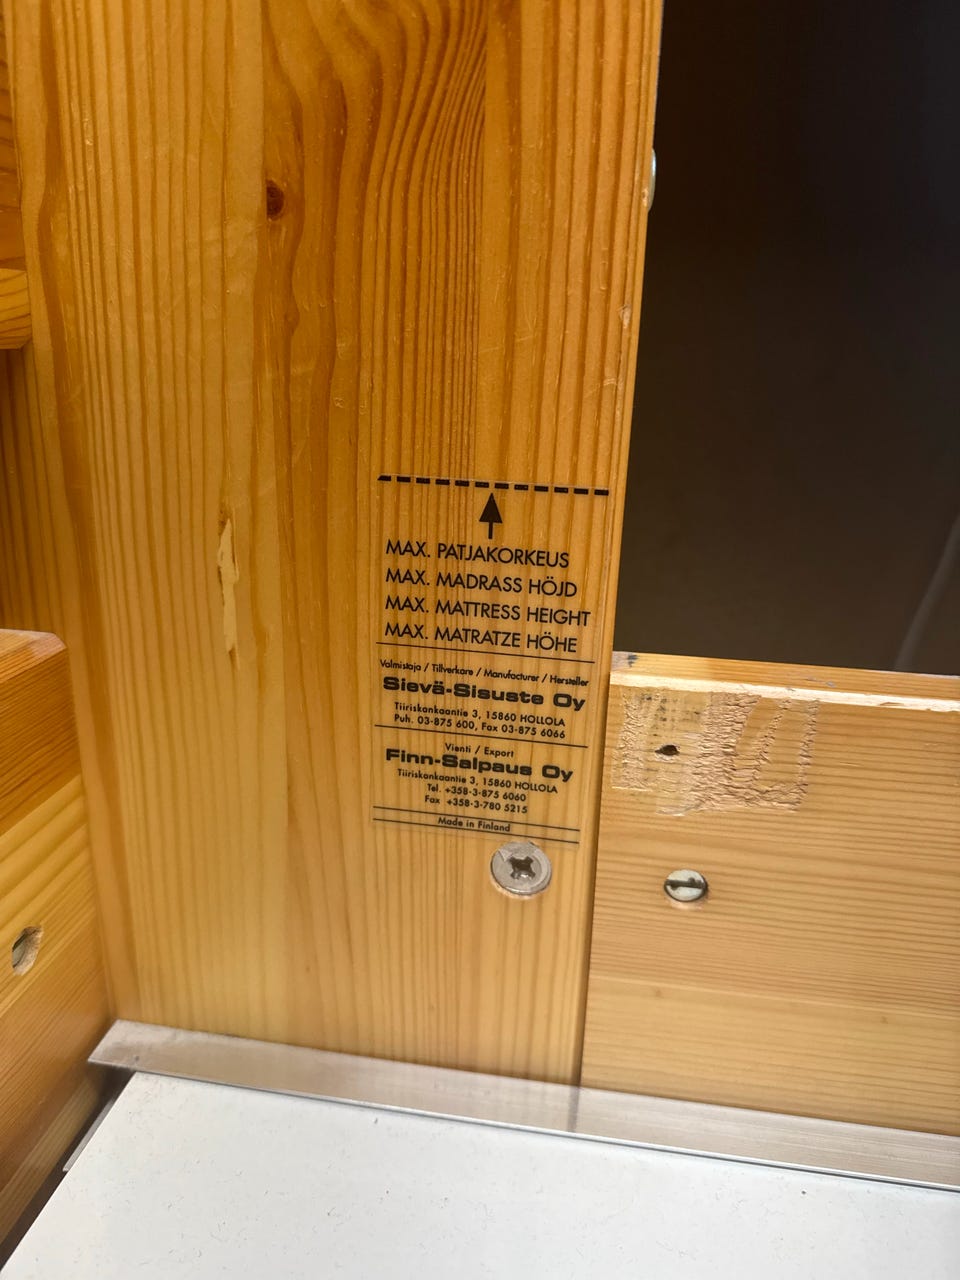 MAX. PATJAKORKEUS
MAX. MADRASS HÖJD
MAX. MATTRESS HEIGHT
MAX. MATRATZE HÖHE
Valmistaja / Tillverkare / Manufacturer / Hersteller
Sievä-Sisuste Oy
Tiiriskankaantie 3, 15860 HOLLOLA
Puh. 03-875 600, Fax 03-875 6066
Vienti / Export
Finn-Salpaus Oy
Tiiriskankaantie 3, 15860 HOLLOLA
Tel. +358-3-875 6060
Fax +358-3-780 5215
Made in Finland